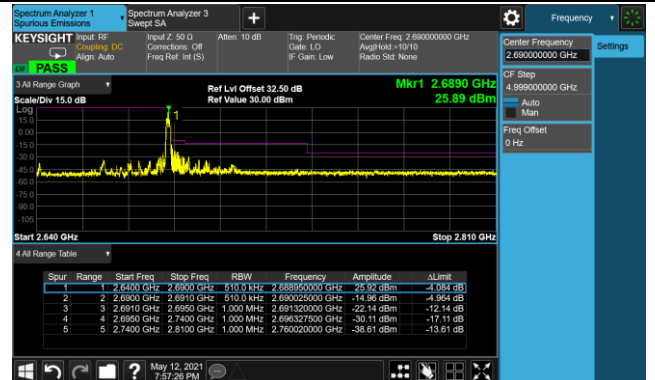 Spectrum Analyzer 1
Spurious Emissions
Spectrum Analyzer 3
Swept SA
Frequency
KEYSIGHT
Input: RF
Coupling: DC
Align: Auto
Input Z: 50 Ω
Corrections: Off
Freq Ref: Int (S)
Atten: 10 dB
Trig: Periodic
Gate: LO
IF Gain: Low
Center Freq: 2.690000000 GHz
Avg|Hold:>10/10
Radio Std: None
LM PASS
Center Frequency
2.690000000 GHz
Settings
CF Step
4.999000000 GHz
Auto
Man
Freq Offset
0 Hz
3 All Range Graph
Ref Lvl Offset 32.50 dB
Mkr1 2.6890 GHz
Scale/Div 15.0 dB
Ref Value 30.00 dBm
25.89 dBm
Log
1
15.0
0.00
-15.0
-30.0
-45.0
-60.0
-75.0
-90.0
-105
Start 2.640 GHz
Stop 2.810 GHz
4 All Range Table
Spur Range Start Freq Stop Freq RBW Frequency Amplitude ΔLimit
1 1 2.6400 GHz 2.6900 GHz 510.0 kHz 2.688950000 GHz 25.92 dBm -4.084 dB
2 2 2.6900 GHz 2.6910 GHz 510.0 kHz 2.690025000 GHz -14.96 dBm -4.964 dB
3 3 2.6910 GHz 2.6950 GHz 1.000 MHz 2.691320000 GHz -22.14 dBm -12.14 dB
4 4 2.6950 GHz 2.7400 GHz 1.000 MHz 2.696327500 GHz -30.11 dBm -17.11 dB
5 5 2.7400 GHz 2.8100 GHz 1.000 MHz 2.760020000 GHz -38.61 dBm -13.61 dB
May 12, 2021
7:57:26 PM